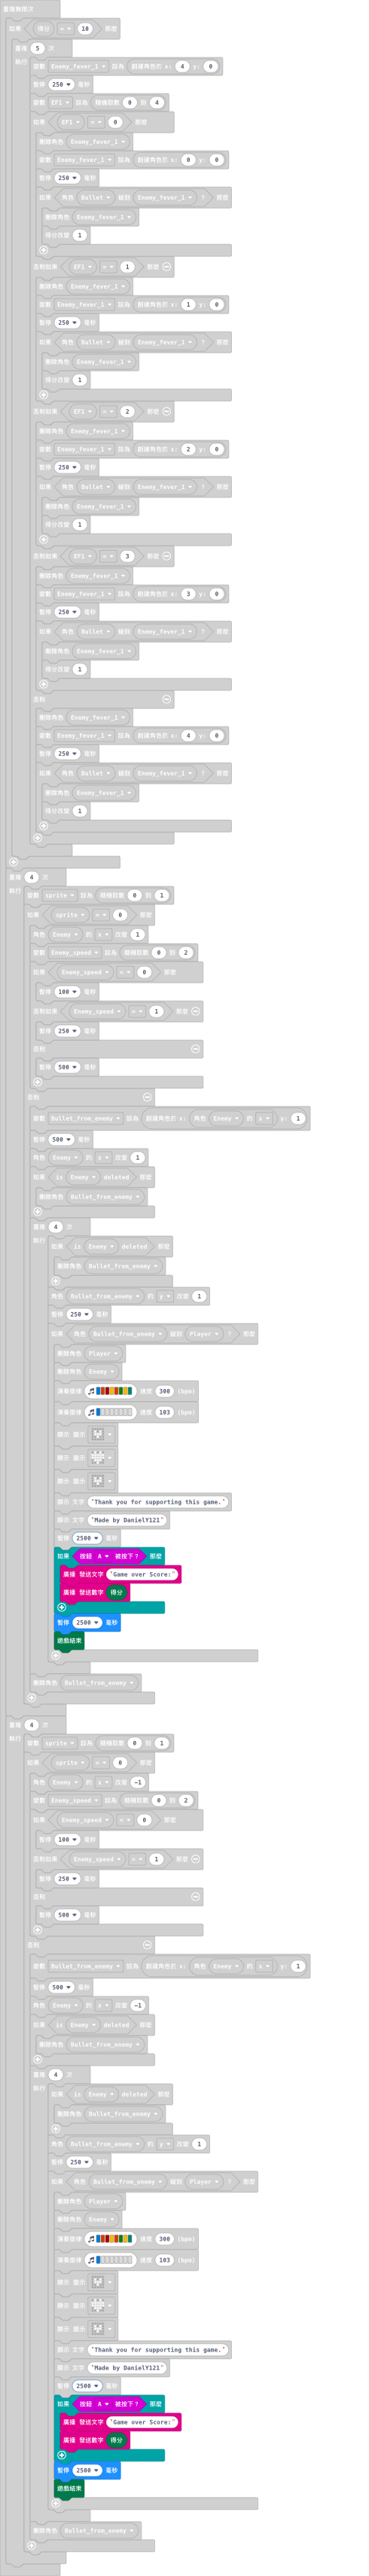 重複無限次
如果 得分 = 10 那麼
重複 5 次
執行 變數 Enemy_fever_1 設為 創建角色於 x: 4 y: 0
暫停 250 毫秒
變數 EF1 設為 隨機取數 0 到 4
如果 EF1 = 0 那麼
刪除角色 Enemy_fever_1
變數 Enemy_fever_1 設為 創建角色於 x: 0 y: 0
暫停 250 毫秒
如果 角色 Bullet 碰到 Enemy_fever_1 ? 那麼
刪除角色 Enemy_fever_1
得分改變 1
否則如果 EF1 = 1 那麼
刪除角色 Enemy_fever_1
變數 Enemy_fever_1 設為 創建角色於 x: 1 y: 0
暫停 250 毫秒
如果 角色 Bullet 碰到 Enemy_fever_1 ? 那麼
刪除角色 Enemy_fever_1
得分改變 1
否則如果 EF1 = 2 那麼
刪除角色 Enemy_fever_1
變數 Enemy_fever_1 設為 創建角色於 x: 2 y: 0
暫停 250 毫秒
如果 角色 Bullet 碰到 Enemy_fever_1 ? 那麼
刪除角色 Enemy_fever_1
得分改變 1
否則如果 EF1 = 3 那麼
刪除角色 Enemy_fever_1
變數 Enemy_fever_1 設為 創建角色於 x: 3 y: 0
暫停 250 毫秒
如果 角色 Bullet 碰到 Enemy_fever_1 ? 那麼
刪除角色 Enemy_fever_1
得分改變 1
否則
刪除角色 Enemy_fever_1
變數 Enemy_fever_1 設為 創建角色於 x: 4 y: 0
暫停 250 毫秒
如果 角色 Bullet 碰到 Enemy_fever_1 ? 那麼
刪除角色 Enemy_fever_1
得分改變 1
重複 4 次
執行 變數 sprite 設為 隨機取數 0 到 1
如果 sprite = 0 那麼
角色 Enemy 的 x 改變 1
變數 Enemy_speed 設為 隨機取數 0 到 2
如果 Enemy_speed = 0 那麼
暫停 100 毫秒
否則如果 Enemy_speed = 1 那麼
暫停 250 毫秒
否則
暫停 500 毫秒
否則
變數 Bullet_from_enemy 設為 創建角色於 x: 角色 Enemy 的 x y: 1
暫停 500 毫秒
角色 Enemy 的 x 改變 1
如果 is Enemy deleted 那麼
刪除角色 Bullet_from_enemy
重複 4 次
執行 如果 is Enemy deleted 那麼
刪除角色 Bullet_from_enemy
角色 Bullet_from_enemy 的 y 改變 1
暫停 250 毫秒
如果 角色 Bullet_from_enemy 碰到 Player ? 那麼
刪除角色 Player
刪除角色 Enemy
演奏旋律 速度 300 (bpm)
演奏旋律 速度 103 (bpm)
顯示 圖示
顯示 圖示
顯示 圖示
顯示 文字 "Thank you for supporting this game."
顯示 文字 "Made by DanielY121"
暫停 2500 毫秒
如果 按鈕 A 被按下? 那麼
廣播 發送文字 "Game over Score:"
廣播 發送數字 得分
暫停 2500 毫秒
遊戲結束
刪除角色 Bullet_from_enemy
重複 4 次
執行 變數 sprite 設為 隨機取數 0 到 1
如果 sprite = 0 那麼
角色 Enemy 的 x 改變 -1
變數 Enemy_speed 設為 隨機取數 0 到 2
如果 Enemy_speed = 0 那麼
暫停 100 毫秒
否則如果 Enemy_speed = 1 那麼
暫停 250 毫秒
否則
暫停 500 毫秒
否則
變數 Bullet_from_enemy 設為 創建角色於 x: 角色 Enemy 的 x y: 1
暫停 500 毫秒
角色 Enemy 的 x 改變 -1
如果 is Enemy deleted 那麼
刪除角色 Bullet_from_enemy
重複 4 次
執行 如果 is Enemy deleted 那麼
刪除角色 Bullet_from_enemy
角色 Bullet_from_enemy 的 y 改變 1
暫停 250 毫秒
如果 角色 Bullet_from_enemy 碰到 Player ? 那麼
刪除角色 Player
刪除角色 Enemy
演奏旋律 速度 300 (bpm)
演奏旋律 速度 103 (bpm)
顯示 圖示
顯示 圖示
顯示 圖示
顯示 文字 "Thank you for supporting this game."
顯示 文字 "Made by DanielY121"
暫停 2500 毫秒
如果 按鈕 A 被按下? 那麼
廣播 發送文字 "Game over Score:"
廣播 發送數字 得分
暫停 2500 毫秒
遊戲結束
刪除角色 Bullet_from_enemy